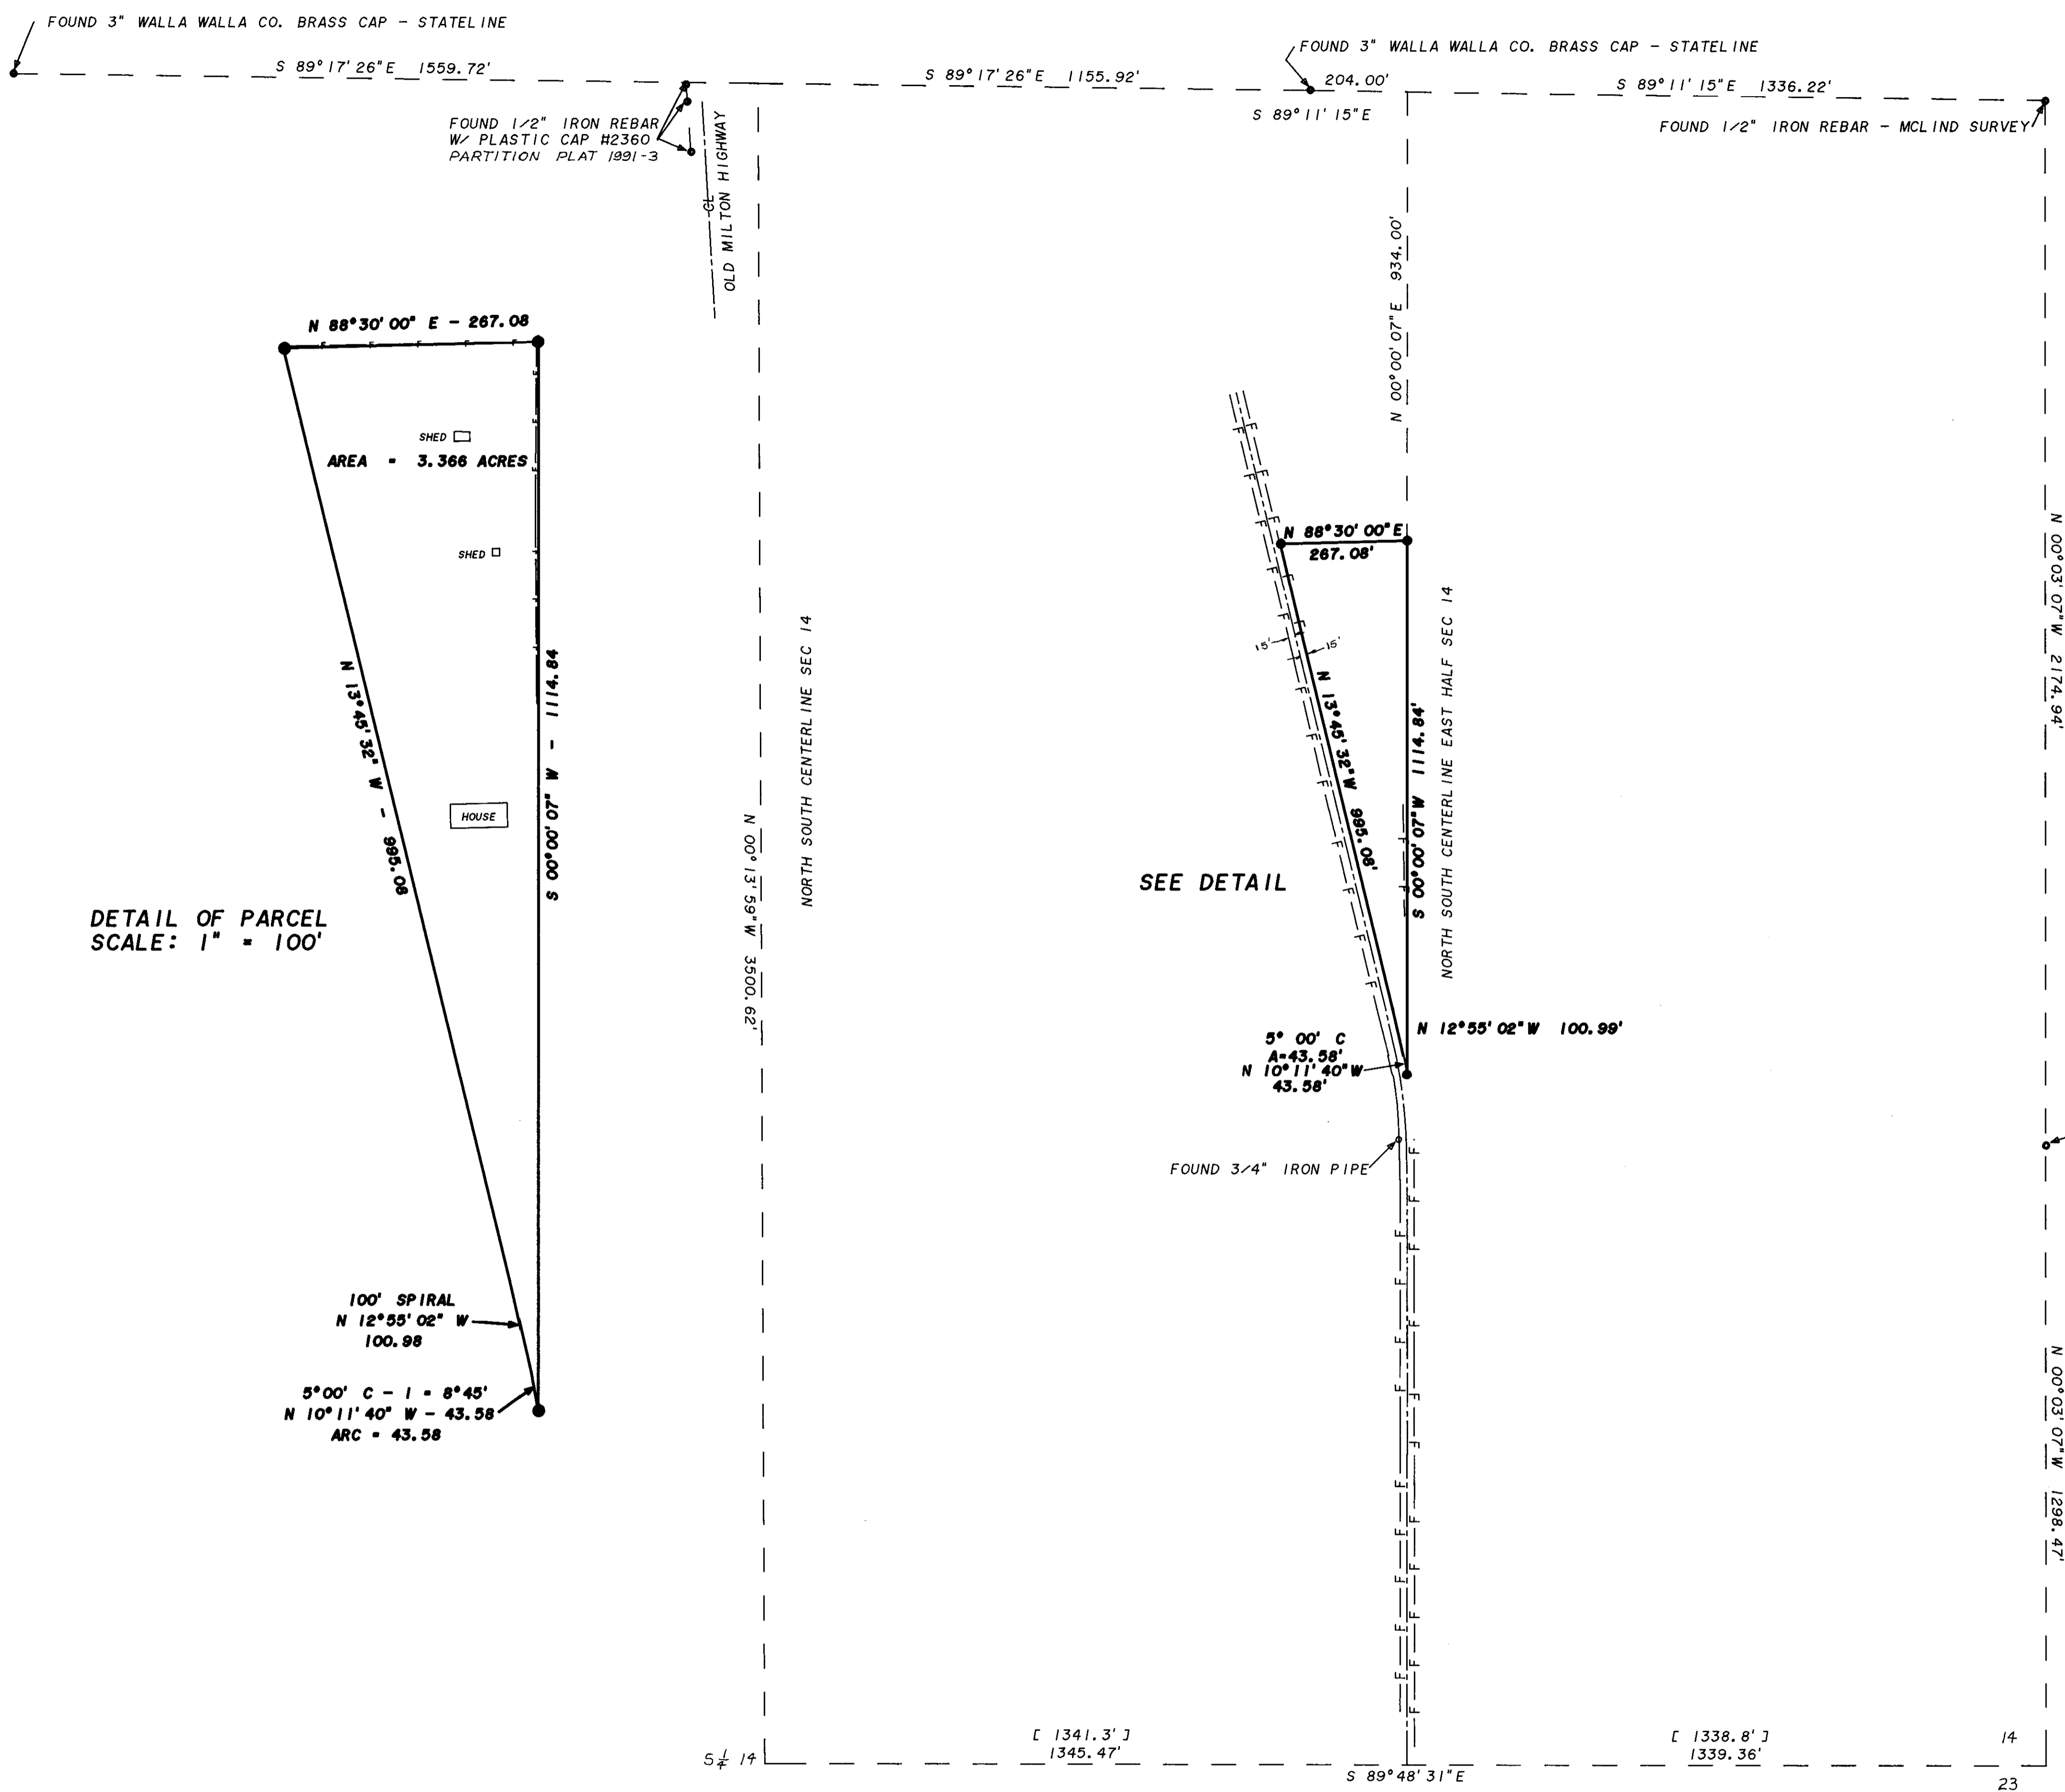 FOUND 3" WALLA WALLA CO. BRASS CAP - STATELINE
S 89°17'26"E 1559.72'
S 89°17'26"E 1155.92'
FOUND 3" WALLA WALLA CO. BRASS CAP - STATELINE
204.00'
S 89°11'15"E
S 89°11'15"E 1336.22'
FOUND 1/2" IRON REBAR - MCLIND SURVEY
FOUND 1/2" IRON REBAR
W/ PLASTIC CAP #2360
PARTITION PLAT 1991-3
CL
OLD MILTON HIGHWAY
N 00°00'07"E 934.00'
N 88°30'00" E - 267.08
F F F F F
SHED
AREA = 3.366 ACRES
SHED
N 13°45'32" W - 995.08
S 00°00'07" W - 1114.84
HOUSE
DETAIL OF PARCEL
SCALE: 1" = 100'
100' SPIRAL
N 12°55'02" W
100.98
5°00' C - I = 8°45'
N 10°11'40" W - 43.58
ARC = 43.58
N 00°13'59"W 3500.62'
NORTH SOUTH CENTERLINE SEC 14
N 88°30'00"E
267.08'
15'
15'
N 13°45'32"W 995.08'
S 00°00'07"W 1114.84'
NORTH SOUTH CENTERLINE EAST HALF SEC 14
SEE DETAIL
N 12°55'02"W 100.99'
5° 00' C
A=43.58'
N 10°11'40"W
43.58'
FOUND 3/4" IRON PIPE
N 00°03'07"W 2174.94'
N 00°03'07"W 1298.47'
[ 1341.3' ]
1345.47'
S 1/4 14
S 89°48'31"E
[ 1338.8' ]
1339.36'
14
23